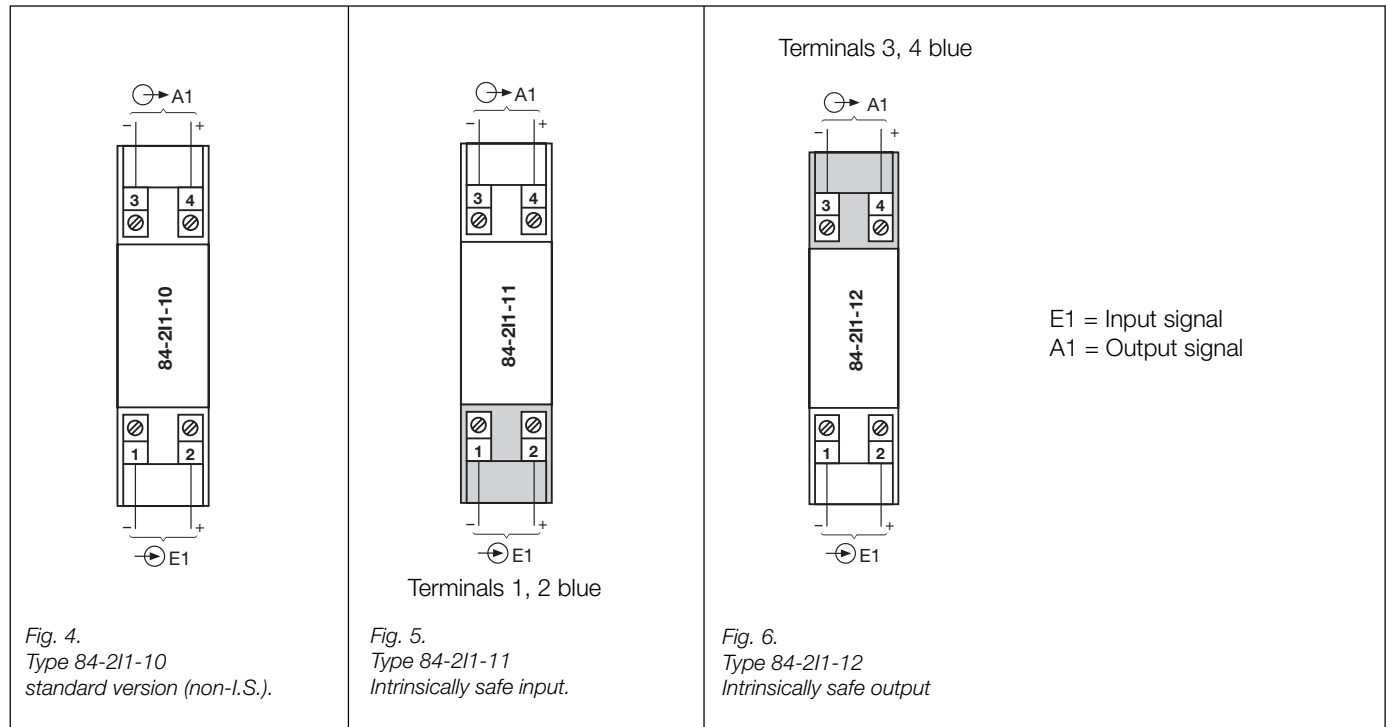 A1
– +
3 4
84-2I1-10
1 2
– +
E1
Fig. 4.
Type 84-2I1-10
standard version (non-I.S.).
A1
– +
3 4
84-2I1-11
1 2
– +
E1
Terminals 1, 2 blue
Fig. 5.
Type 84-2I1-11
Intrinsically safe input.
Terminals 3, 4 blue
A1
– +
3 4
84-2I1-12
1 2
– +
E1
Fig. 6.
Type 84-2I1-12
Intrinsically safe output
E1 = Input signal
A1 = Output signal